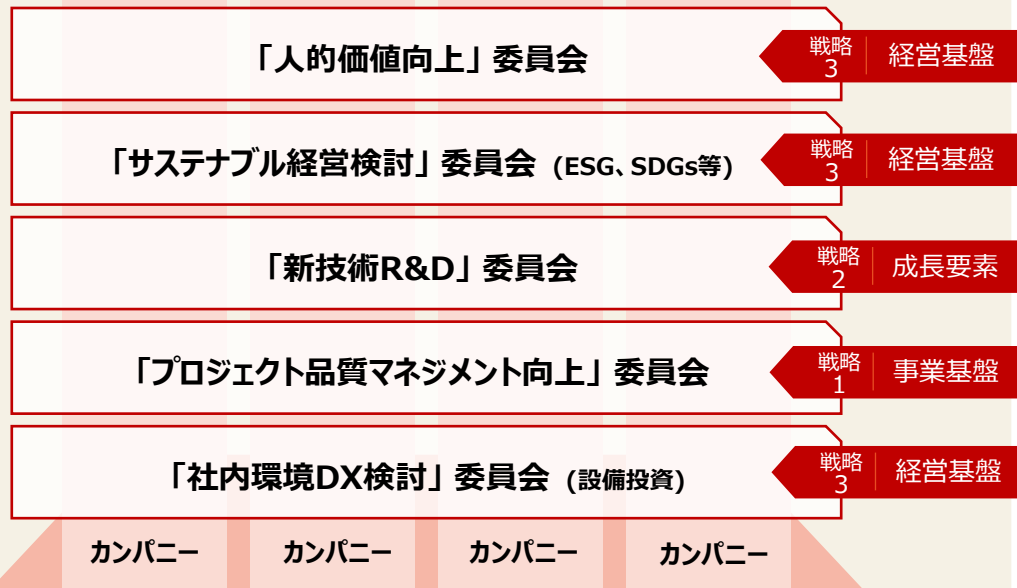 「人的価値向上」委員会
戦略
3
経営基盤
「サステナブル経営検討」委員会 (ESG、SDGs等)
戦略
3
経営基盤
「新技術R&D」委員会
戦略
2
成長要素
「プロジェクト品質マネジメント向上」委員会
戦略
1
事業基盤
「社内環境DX検討」委員会 (設備投資)
戦略
3
経営基盤
カンパニー カンパニー カンパニー カンパニー